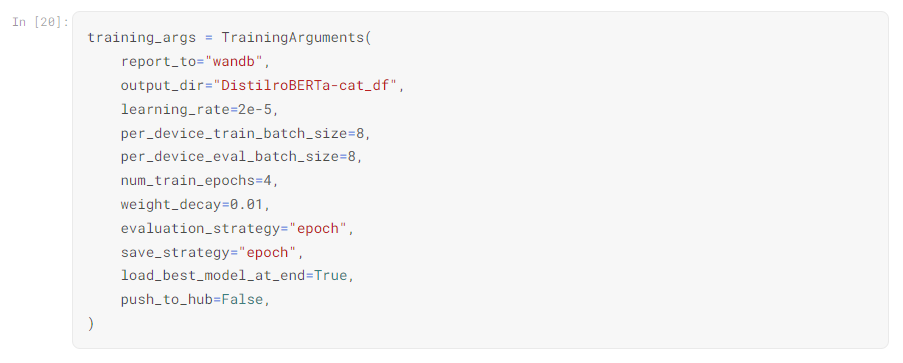 In [20]:
training_args = TrainingArguments(
    report_to="wandb",
    output_dir="DistilroBERTa-cat_df",
    learning_rate=2e-5,
    per_device_train_batch_size=8,
    per_device_eval_batch_size=8,
    num_train_epochs=4,
    weight_decay=0.01,
    evaluation_strategy="epoch",
    save_strategy="epoch",
    load_best_model_at_end=True,
    push_to_hub=False,
)